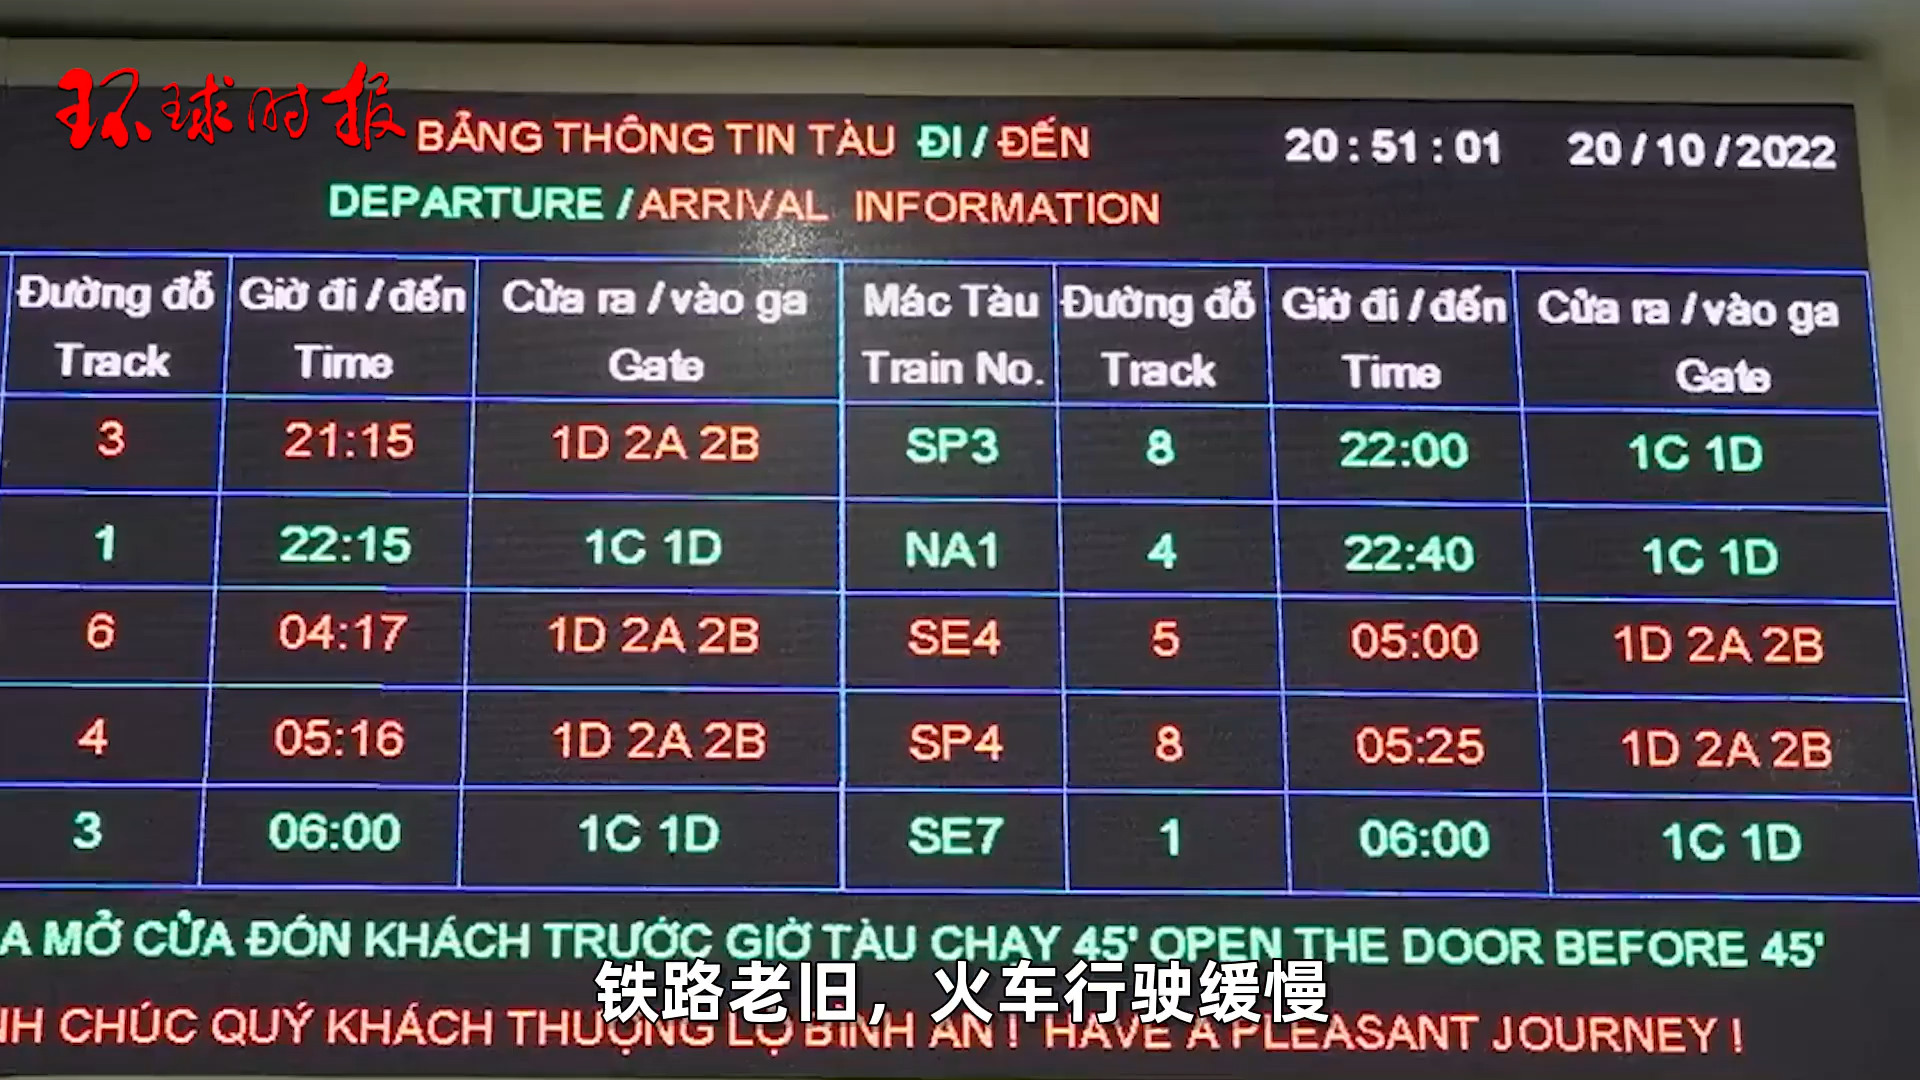 环球时报
BẢNG THÔNG TIN TÀU ĐI / ĐẾN 20 : 51 : 01 20 / 10 / 2022
DEPARTURE / ARRIVAL INFORMATION
Đường đỗ Giờ đi / đến Cửa ra / vào ga Mác Tàu Đường đỗ Giờ đi / đến Cửa ra / vào ga
Track Time Gate Train No. Track Time Gate
3 21:15 1D 2A 2B SP3 8 22:00 1C 1D
1 22:15 1C 1D NA1 4 22:40 1C 1D
6 04:17 1D 2A 2B SE4 5 05:00 1D 2A 2B
4 05:16 1D 2A 2B SP4 8 05:25 1D 2A 2B
3 06:00 1C 1D SE7 1 06:00 1C 1D
A MỞ CỬA ĐÓN KHÁCH TRƯỚC GIỜ TÀU CHẠY 45' OPEN THE DOOR BEFORE 45'
铁路老旧，火车行驶缓慢
NH CHÚC QUÝ KHÁCH THƯỢNG LỘ BÌNH AN ! HAVE A PLEASANT JOURNEY !